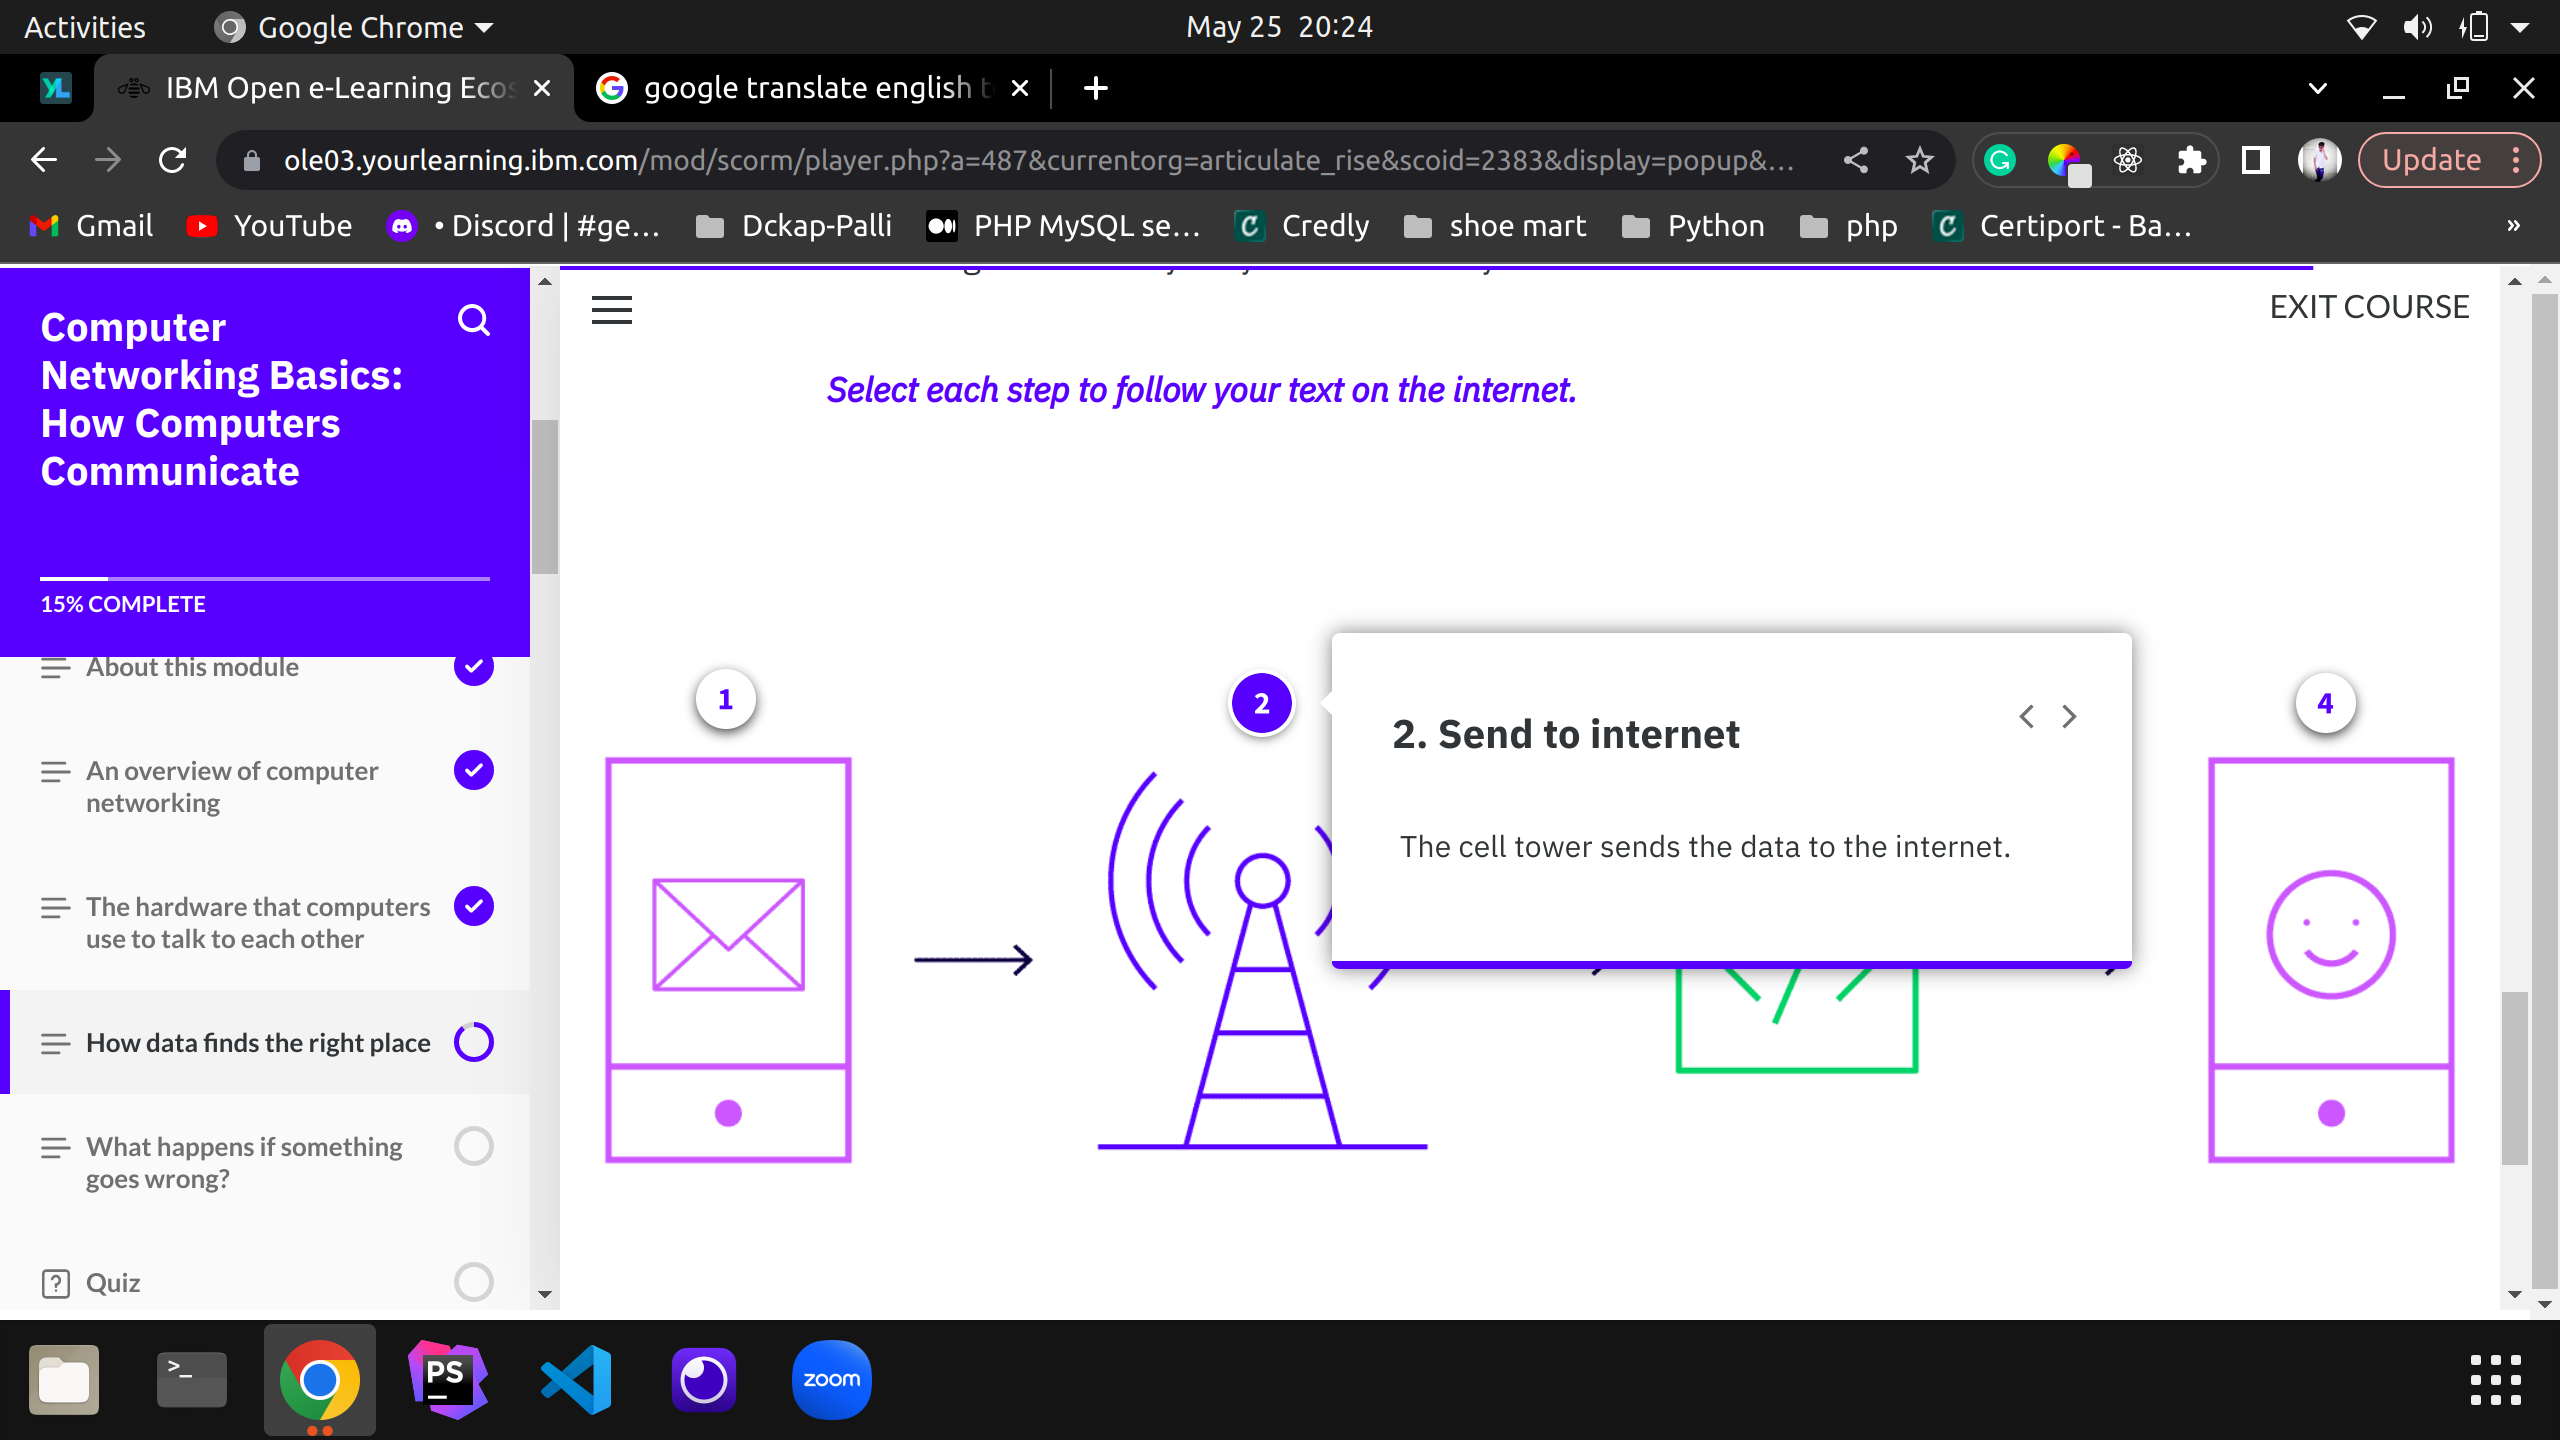 Activities
Google Chrome
May 25 20:24
IBM Open e-Learning Ecos
google translate english t
ole03.yourlearning.ibm.com/mod/scorm/player.php?a=487&currentorg=articulate_rise&scoid=2383&display=popup&...
Update
Gmail
YouTube
• Discord | #ge...
Dckap-Palli
PHP MySQL se...
Credly
shoe mart
Python
php
Certiport - Ba...
»
Computer
Networking Basics:
How Computers
Communicate
15% COMPLETE
About this module
An overview of computer
networking
The hardware that computers
use to talk to each other
How data finds the right place
What happens if something
goes wrong?
Quiz
EXIT COURSE
Select each step to follow your text on the internet.
1
2
2. Send to internet
The cell tower sends the data to the internet.
4
PS
zoom